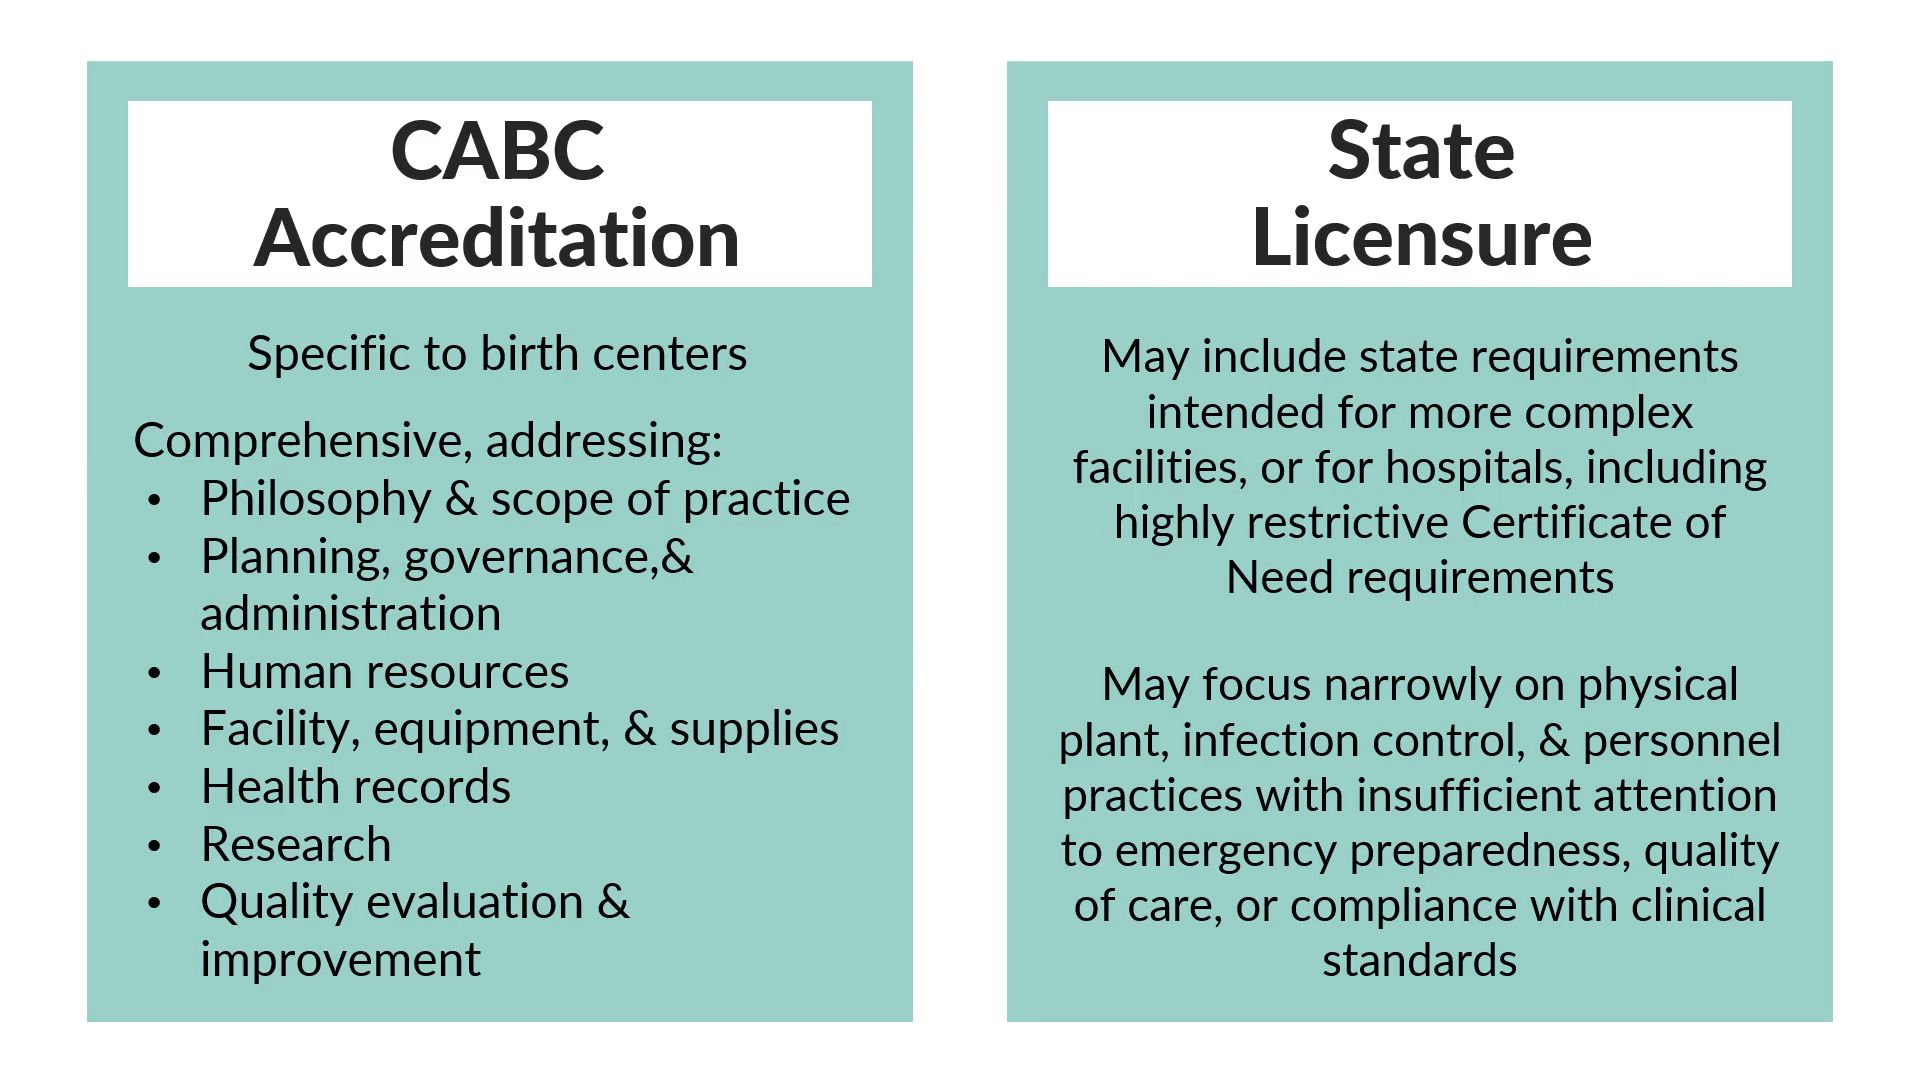 CABC
Accreditation
Specific to birth centers
Comprehensive, addressing:
• Philosophy & scope of practice
• Planning, governance,&
administration
• Human resources
• Facility, equipment, & supplies
• Health records
• Research
• Quality evaluation &
improvement
State
Licensure
May include state requirements
intended for more complex
facilities, or for hospitals, including
highly restrictive Certificate of
Need requirements
May focus narrowly on physical
plant, infection control, & personnel
practices with insufficient attention
to emergency preparedness, quality
of care, or compliance with clinical
standards